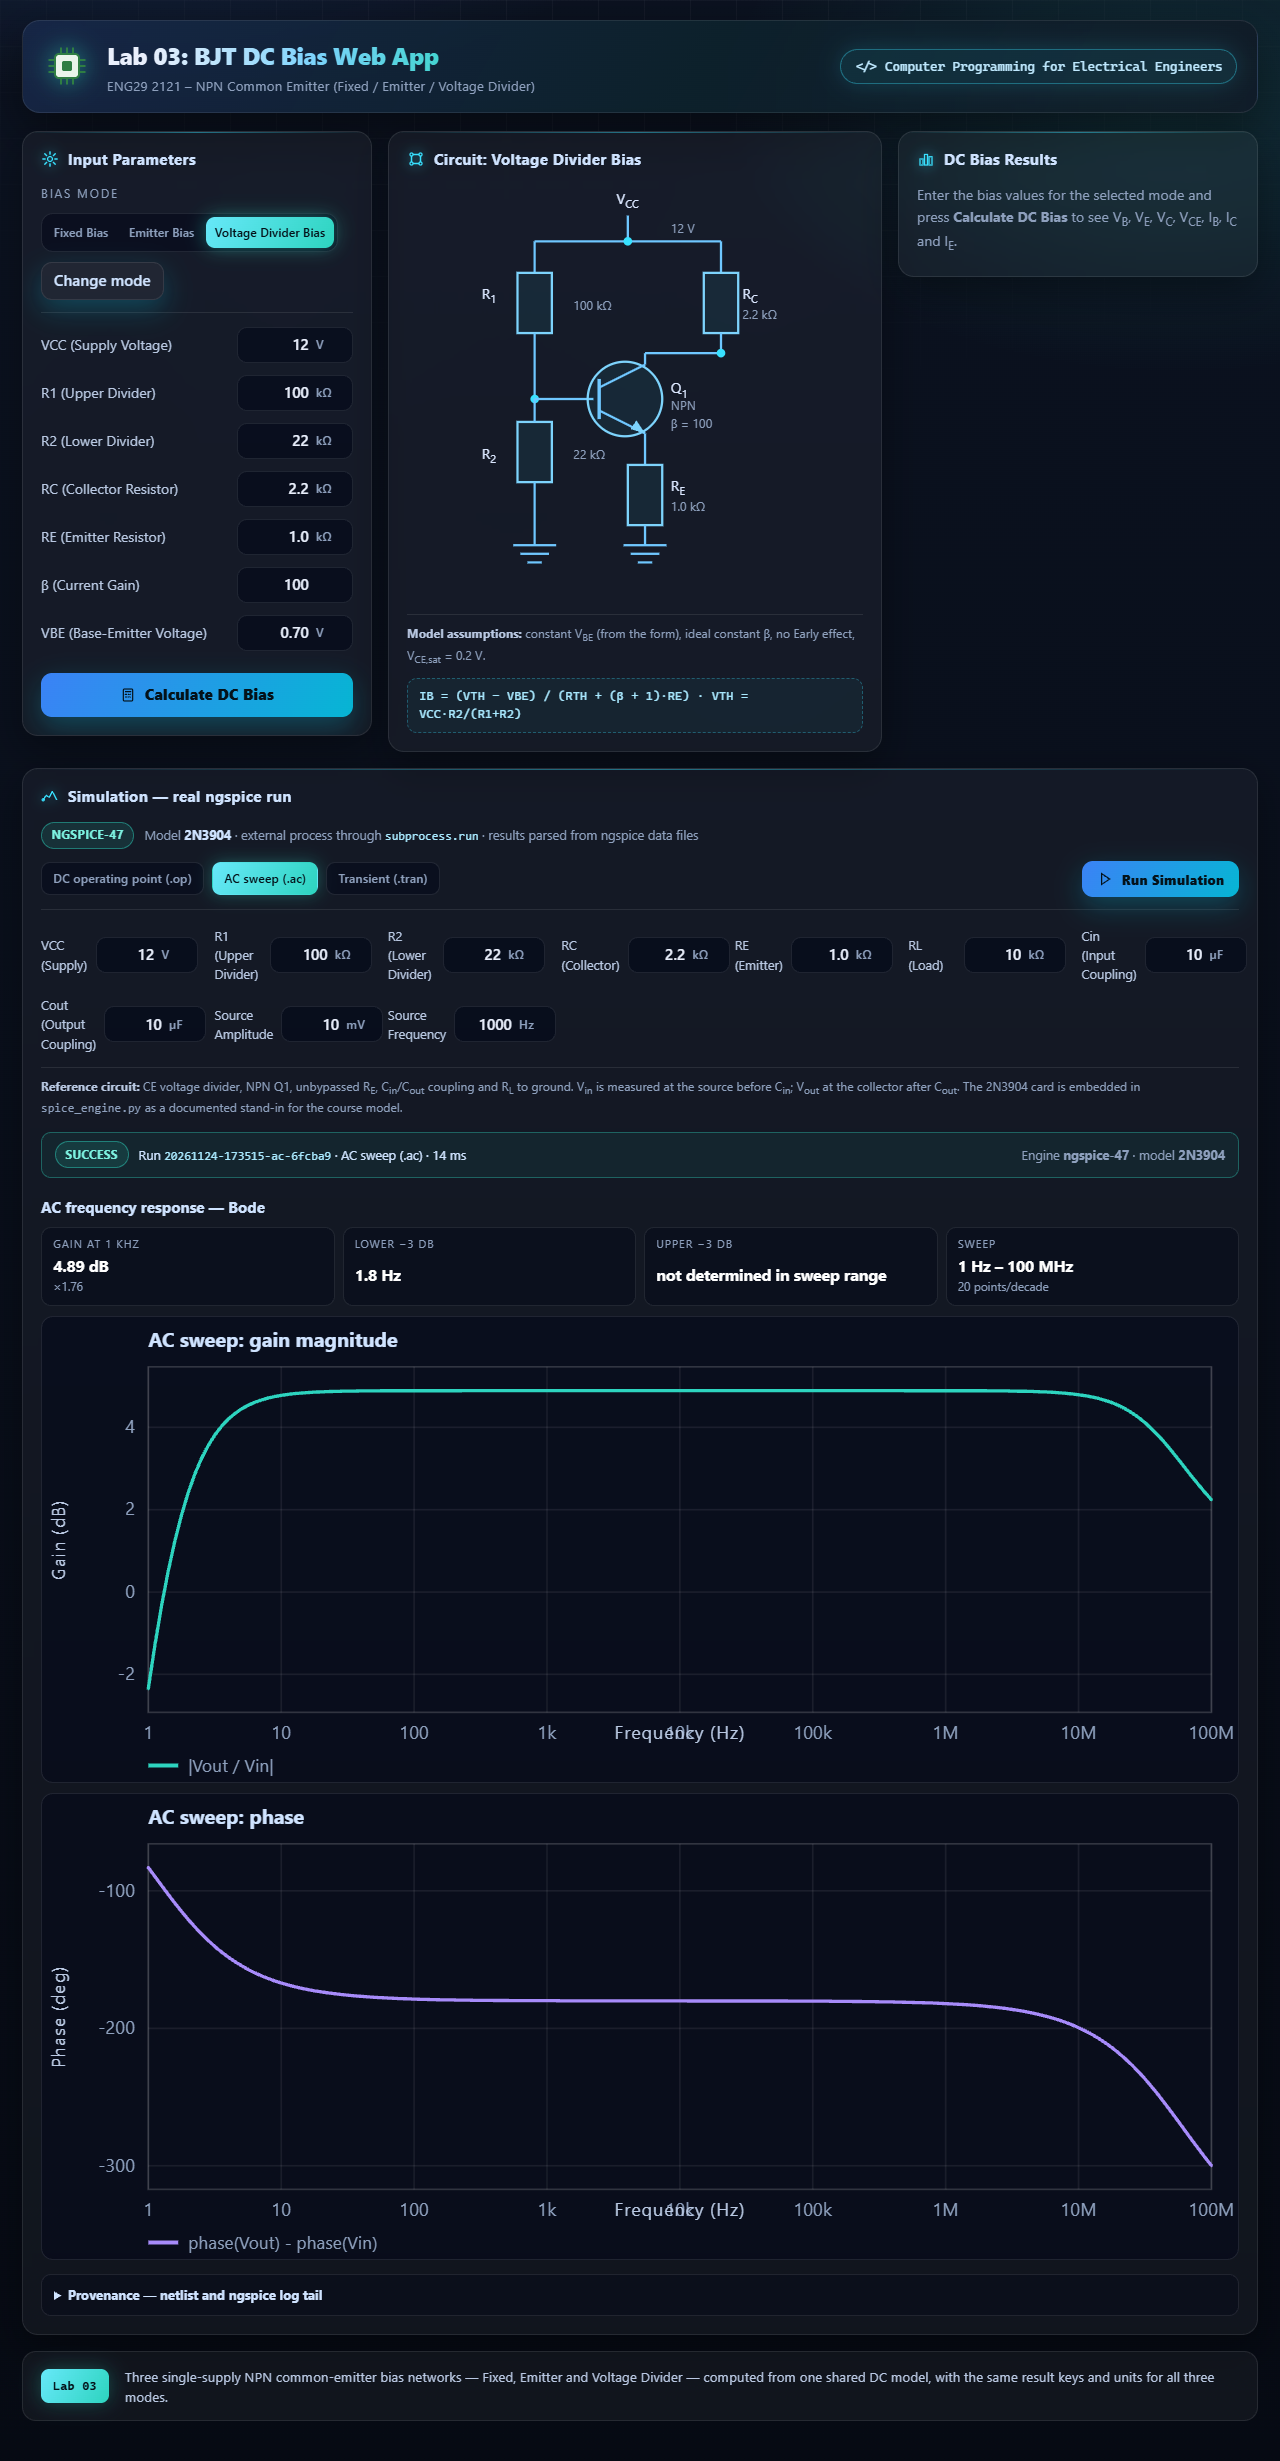 Lab 03: BJT DC Bias Web App
ENG29 2121 – NPN Common Emitter (Fixed / Emitter / Voltage Divider)
</> Computer Programming for Electrical Engineers
Input Parameters
BIAS MODE
Fixed Bias
Emitter Bias
Voltage Divider Bias
Change mode
VCC (Supply Voltage) 12 V
R1 (Upper Divider) 100 kΩ
R2 (Lower Divider) 22 kΩ
RC (Collector Resistor) 2.2 kΩ
RE (Emitter Resistor) 1.0 kΩ
β (Current Gain) 100
VBE (Base-Emitter Voltage) 0.70 V
Calculate DC Bias
Circuit: Voltage Divider Bias
VCC
12 V
R1
100 kΩ
RC
2.2 kΩ
Q1
NPN
β = 100
R2
22 kΩ
RE
1.0 kΩ
Model assumptions: constant VBE (from the form), ideal constant β, no Early effect,
VCE,sat = 0.2 V.
IB = (VTH − VBE) / (RTH + (β + 1)·RE) · VTH =
VCC·R2/(R1+R2)
DC Bias Results
Enter the bias values for the selected mode and
press Calculate DC Bias to see VB, VE, VC, VCE, IB, IC
and IE.
Simulation — real ngspice run
NGSPICE-47 Model 2N3904 · external process through subprocess.run · results parsed from ngspice data files
DC operating point (.op)
AC sweep (.ac)
Transient (.tran)
Run Simulation
VCC
(Supply)
12 V
R1
(Upper
Divider)
100 kΩ
R2
(Lower
Divider)
22 kΩ
RC
(Collector)
2.2 kΩ
RE
(Emitter)
1.0 kΩ
RL
(Load)
10 kΩ
Cin
(Input
Coupling)
10 µF
Cout
(Output
Coupling)
10 µF
Source
Amplitude
10 mV
Source
Frequency
1000 Hz
Reference circuit: CE voltage divider, NPN Q1, unbypassed RE, Cin/Cout coupling and RL to ground. Vin is measured at the source before Cin; Vout at the collector after Cout. The 2N3904 card is embedded in
spice_engine.py as a documented stand-in for the course model.
SUCCESS Run 20261124-173515-ac-6fcba9 · AC sweep (.ac) · 14 ms
Engine ngspice-47 · model 2N3904
AC frequency response — Bode
GAIN AT 1 KHZ
4.89 dB
×1.76
LOWER −3 DB
1.8 Hz
UPPER −3 DB
not determined in sweep range
SWEEP
1 Hz – 100 MHz
20 points/decade
AC sweep: gain magnitude
Gain (dB)
4
2
0
-2
1 10 100 1k 10k 100k 1M 10M 100M
Frequency (Hz)
|Vout / Vin|
AC sweep: phase
Phase (deg)
-100
-200
-300
1 10 100 1k 10k 100k 1M 10M 100M
Frequency (Hz)
phase(Vout) - phase(Vin)
▶ Provenance — netlist and ngspice log tail
Lab 03
Three single-supply NPN common-emitter bias networks — Fixed, Emitter and Voltage Divider — computed from one shared DC model, with the same result keys and units for all three
modes.